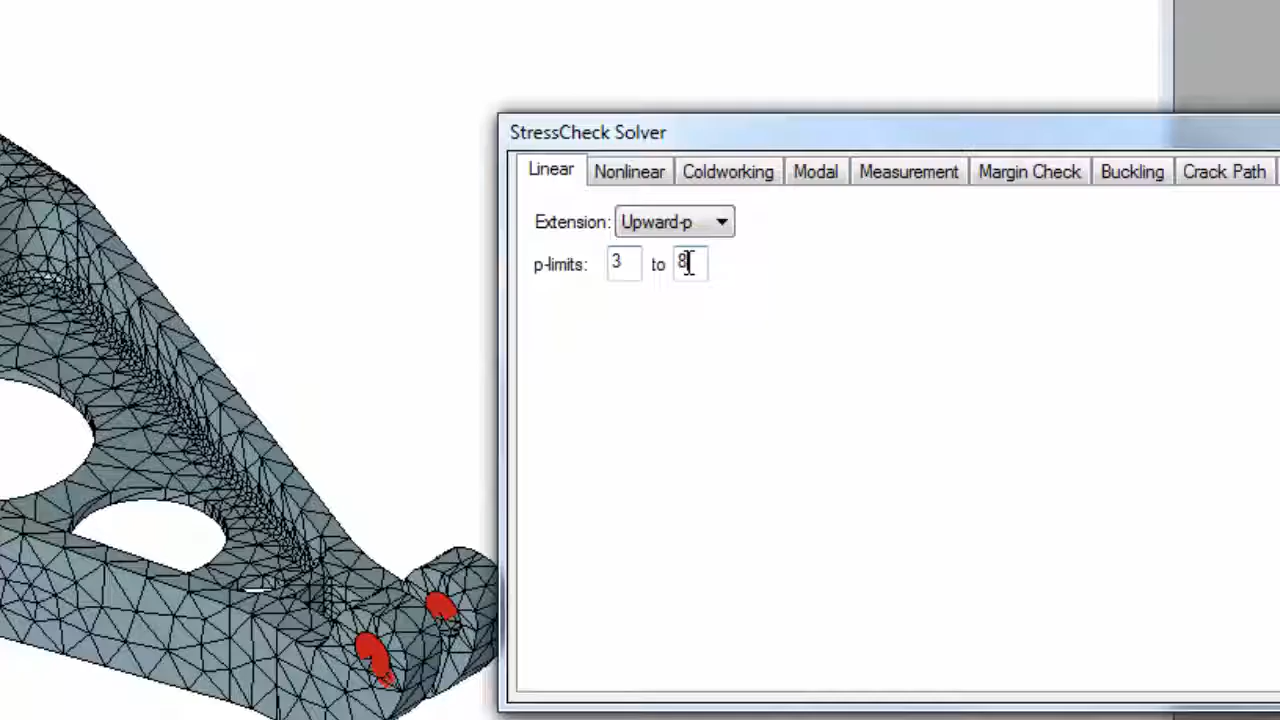 StressCheck Solver
Linear Nonlinear Coldworking Modal Measurement Margin Check Buckling Crack Path
Extension: Upward-p
p-limits: 3 to 8